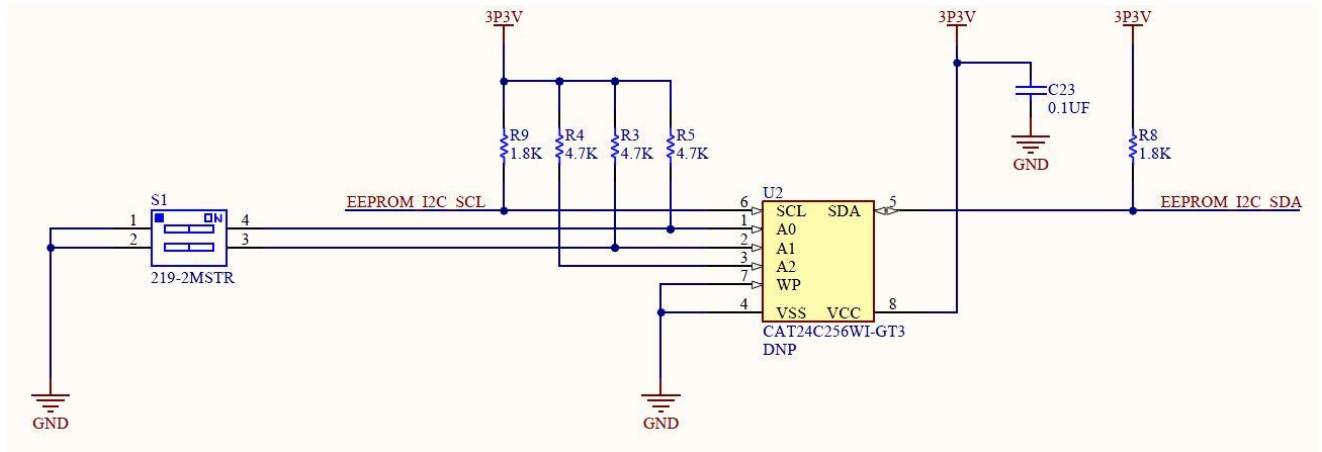 3P3V
3P3V
3P3V
C23
0.1UF
GND
R9
1.8K
R4
4.7K
R3
4.7K
R5
4.7K
R8
1.8K
S1
1
2
ON
4
3
219-2MSTR
EEPROM_I2C_SCL
U2
6
1
2
3
7
4
SCL
A0
A1
A2
WP
VSS
SDA
VCC
5
8
CAT24C256WI-GT3
DNP
EEPROM_I2C_SDA
GND
GND